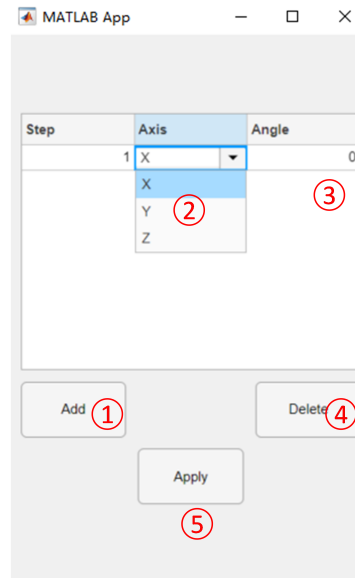 MATLAB App
Step Axis Angle
1 X 0
X
③
Y ②
Z
Add ① Delete ④
Apply
⑤